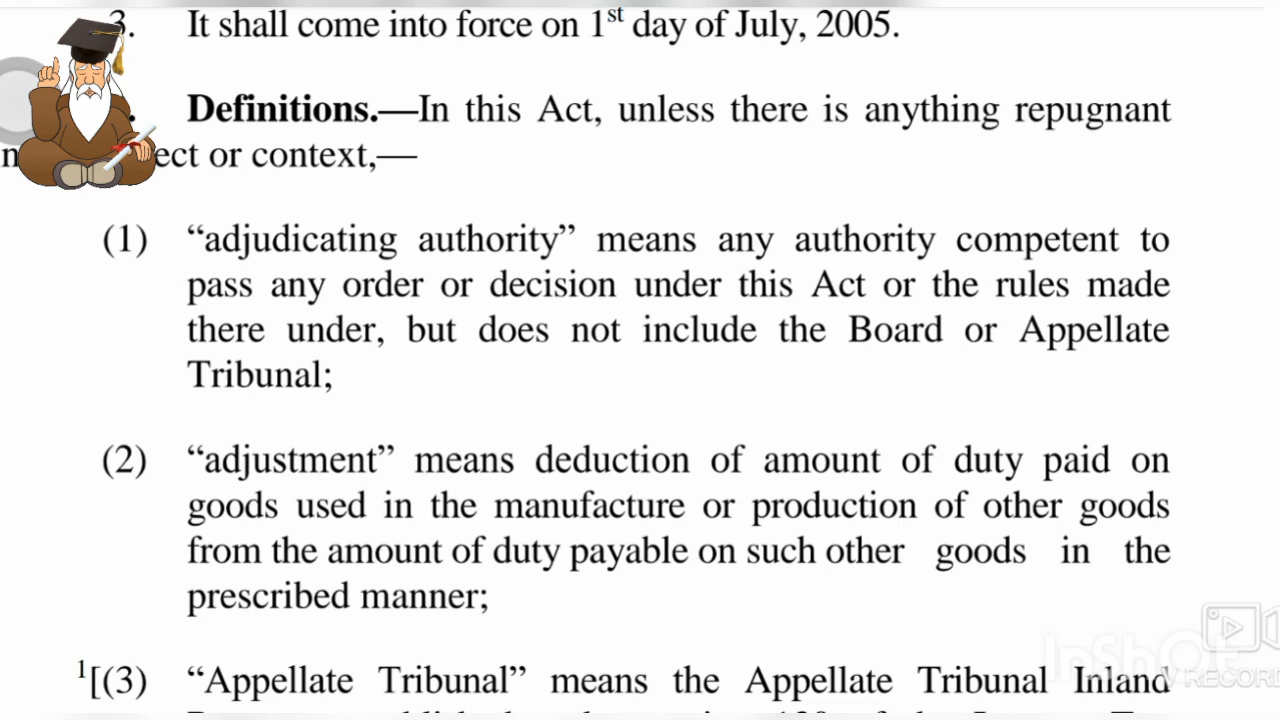 3. It shall come into force on 1st day of July, 2005.
Definitions.—In this Act, unless there is anything repugnant
or context,—
(1) “adjudicating authority” means any authority competent to
pass any order or decision under this Act or the rules made
there under, but does not include the Board or Appellate
Tribunal;
(2) “adjustment” means deduction of amount of duty paid on
goods used in the manufacture or production of other goods
from the amount of duty payable on such other goods in the
prescribed manner;
1[(3) “Appellate Tribunal” means the Appellate Tribunal Inland
InShOt
V RECORD